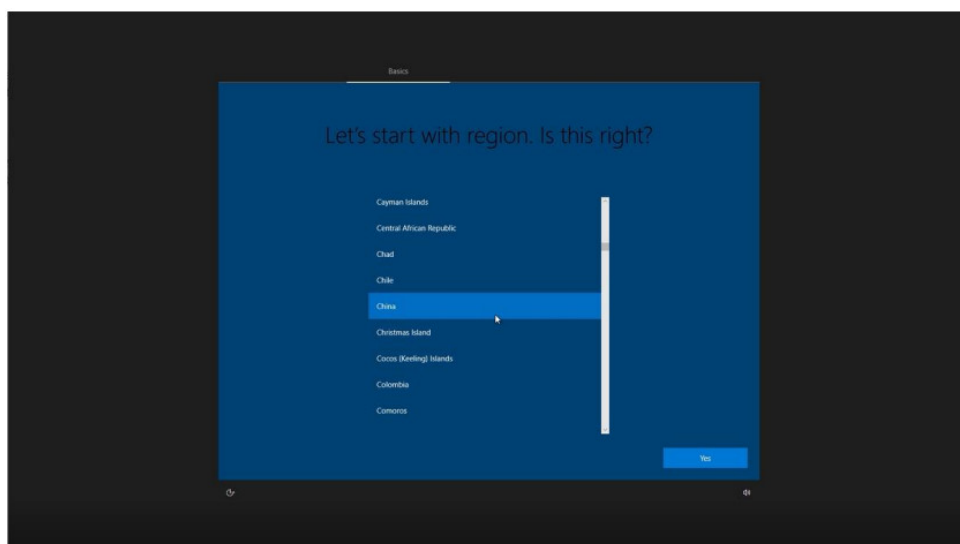 Basics
Let's start with region. Is this right?
Cayman Islands
Central African Republic
Chad
Chile
China
Christmas Island
Cocos (Keeling) Islands
Colombia
Comoros
Yes